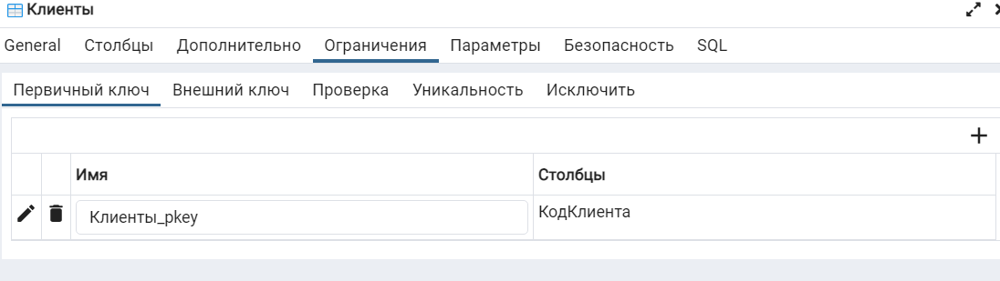 Клиенты
General Столбцы Дополнительно Ограничения Параметры Безопасность SQL
Первичный ключ Внешний ключ Проверка Уникальность Исключить
Имя Столбцы
Клиенты_pkey КодКлиента